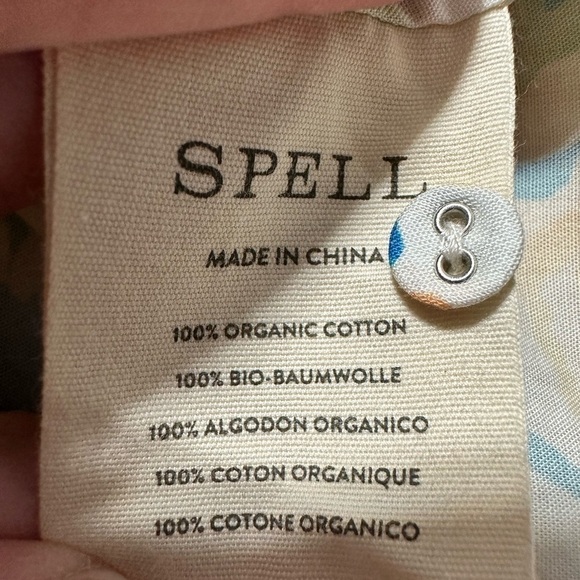 SPELL
MADE IN CHINA
100% ORGANIC COTTON
100% BIO-BAUMWOLLE
100% ALGODON ORGANICO
100% COTON ORGANIQUE
100% COTONE ORGANICO